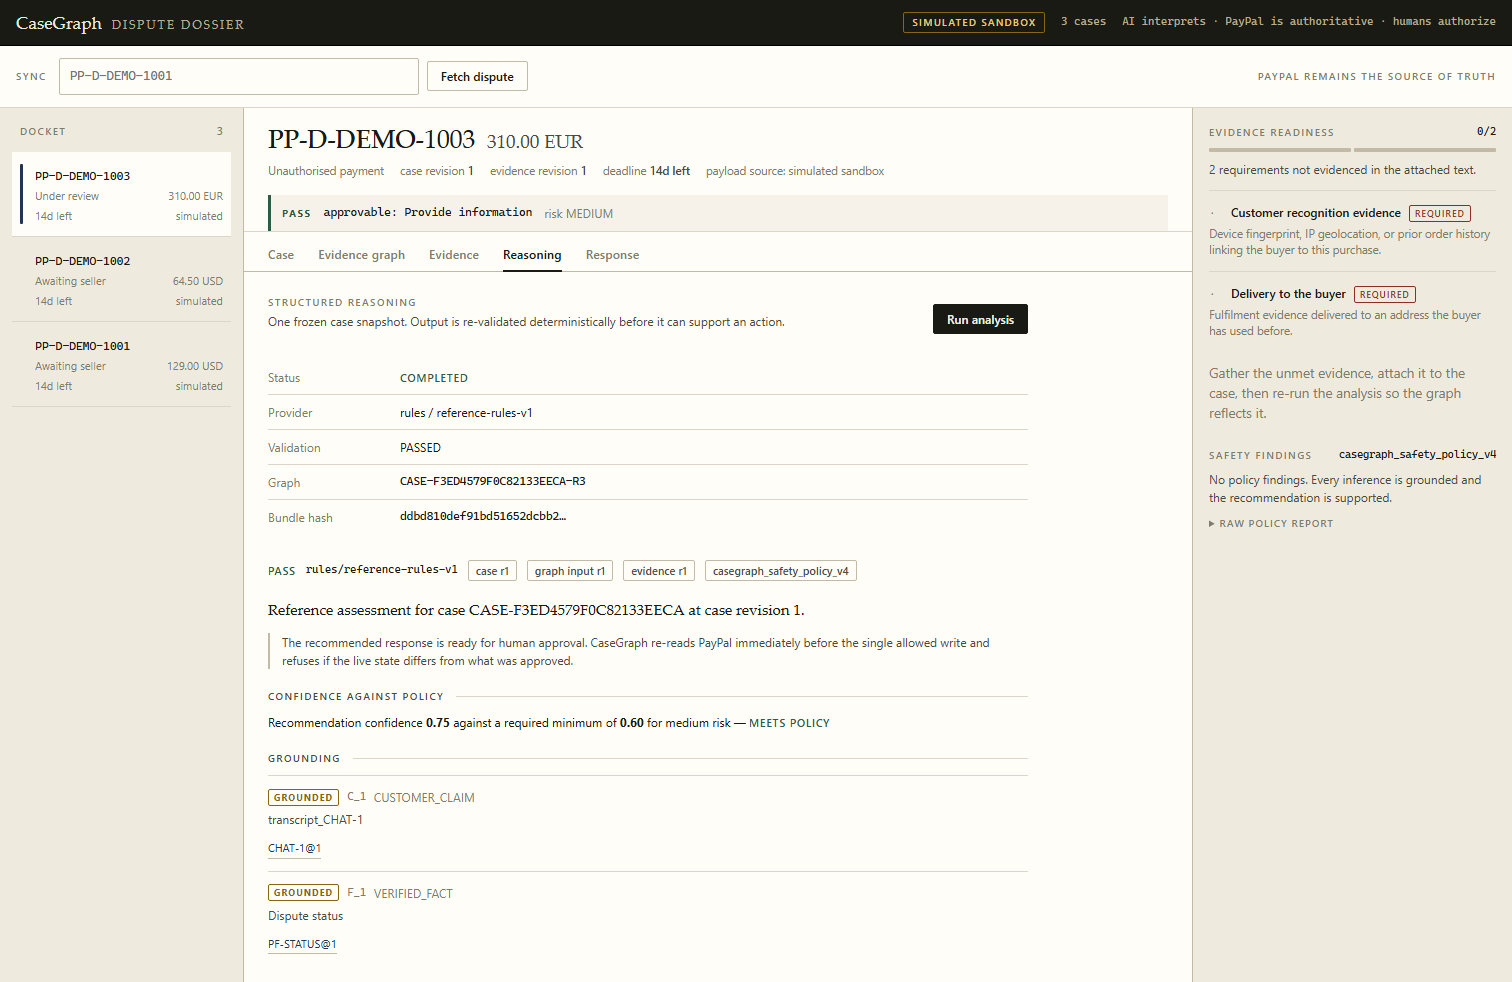 CaseGraph DISPUTE DOSSIER
SIMULATED SANDBOX 3 cases AI interprets · PayPal is authoritative · humans authorize
SYNC PP-D-DEMO-1001 Fetch dispute PAYPAL REMAINS THE SOURCE OF TRUTH
DOCKET 3
PP-D-DEMO-1003
Under review 310.00 EUR
14d left simulated
PP-D-DEMO-1002
Awaiting seller 64.50 USD
14d left simulated
PP-D-DEMO-1001
Awaiting seller 129.00 USD
14d left simulated
PP-D-DEMO-1003 310.00 EUR
Unauthorised payment case revision 1 evidence revision 1 deadline 14d left payload source: simulated sandbox
PASS approvable: Provide information risk MEDIUM
Case Evidence graph Evidence Reasoning Response
STRUCTURED REASONING
One frozen case snapshot. Output is re-validated deterministically before it can support an action.
Run analysis
Status COMPLETED
Provider rules / reference-rules-v1
Validation PASSED
Graph CASE-F3ED4579F0C82133EECA-R3
Bundle hash ddbd810def91bd51652dcbb2…
PASS rules/reference-rules-v1 case r1 graph input r1 evidence r1 casegraph_safety_policy_v4
Reference assessment for case CASE-F3ED4579F0C82133EECA at case revision 1.
The recommended response is ready for human approval. CaseGraph re-reads PayPal immediately before the single allowed write and
refuses if the live state differs from what was approved.
CONFIDENCE AGAINST POLICY
Recommendation confidence 0.75 against a required minimum of 0.60 for medium risk — MEETS POLICY
GROUNDING
GROUNDED C_1 CUSTOMER_CLAIM
transcript_CHAT-1
CHAT-1@1
GROUNDED F_1 VERIFIED_FACT
Dispute status
PF-STATUS@1
EVIDENCE READINESS 0/2
2 requirements not evidenced in the attached text.
· Customer recognition evidence REQUIRED
Device fingerprint, IP geolocation, or prior order history
linking the buyer to this purchase.
· Delivery to the buyer REQUIRED
Fulfilment evidence delivered to an address the buyer
has used before.
Gather the unmet evidence, attach it to the
case, then re-run the analysis so the graph
reflects it.
SAFETY FINDINGS casegraph_safety_policy_v4
No policy findings. Every inference is grounded and
the recommendation is supported.
▸ RAW POLICY REPORT